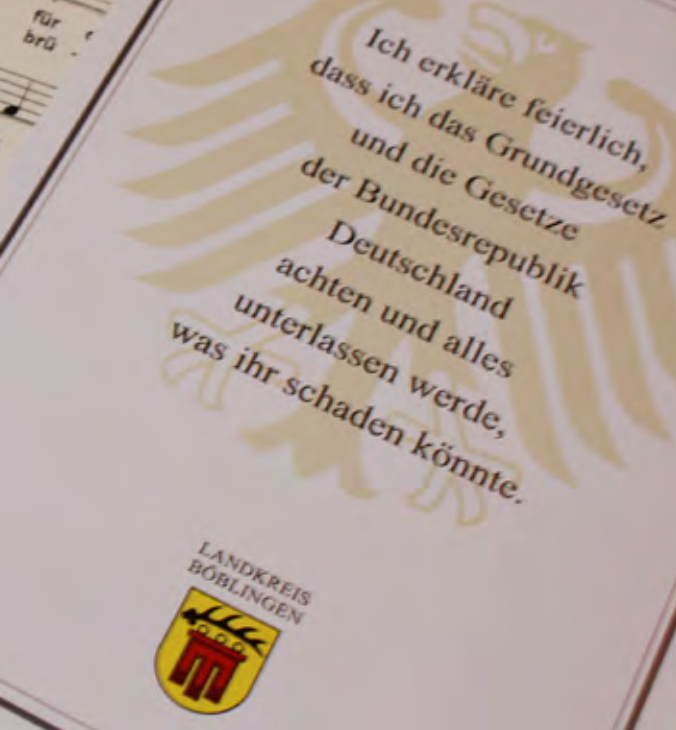 für
brü
Ich erkläre feierlich,
dass ich das Grundgesetz
und die Gesetze
der Bundesrepublik
Deutschland
achten und alles
unterlassen werde,
was ihr schaden könnte.
LANDKREIS
BÖBLINGEN